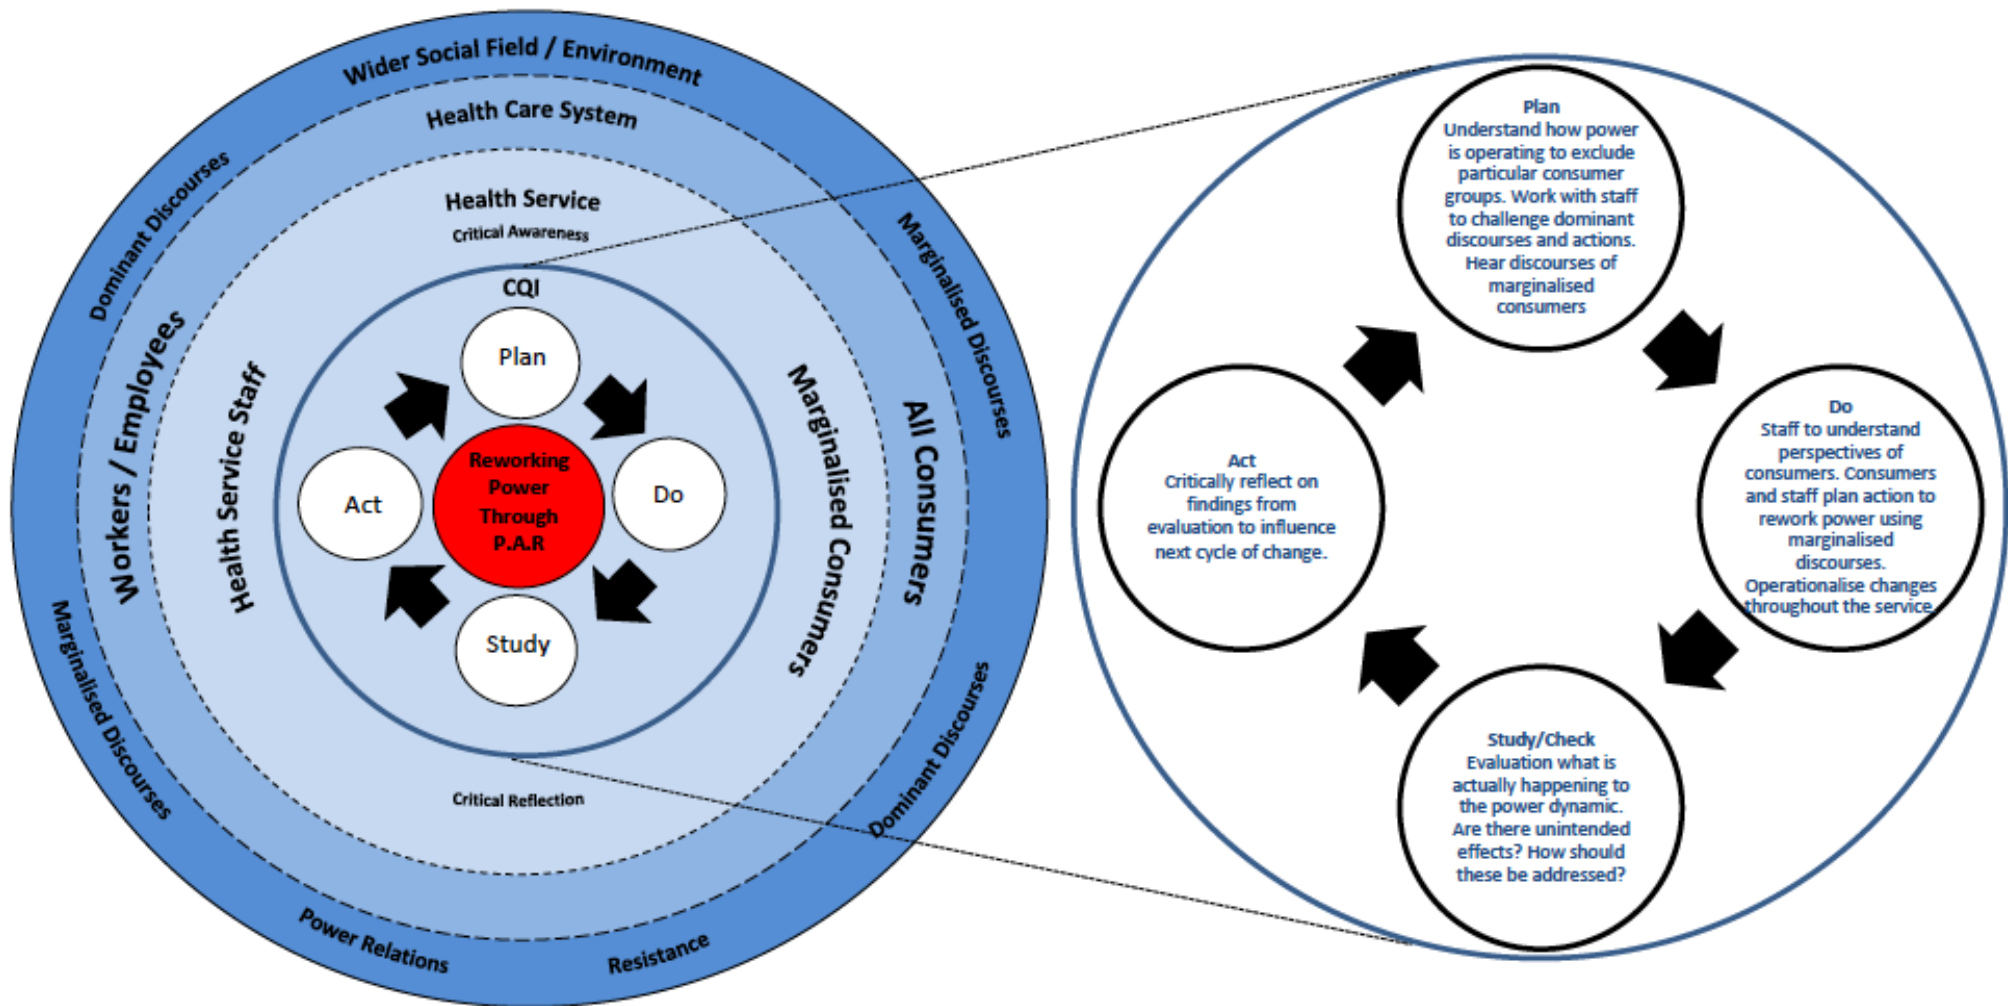 Wider Social Field / Environment
Health Care System
Dominant Discourses
Marginalised Discourses
Health Service
Critical Awareness
Workers / Employees
Health Service Staff
Marginalised Consumers
All Consumers
CQI
Plan
Do
Study
Act
Reworking
Power
Through
P.A.R
Critical Reflection
Marginalised Discourses
Dominant Discourses
Power Relations
Resistance
Plan
Understand how power
is operating to exclude
particular consumer
groups. Work with staff
to challenge dominant
discourses and actions.
Hear discourses of
marginalised
consumers
Do
Staff to understand
perspectives of
consumers. Consumers
and staff plan action to
rework power using
marginalised
discourses.
Operationalise changes
throughout the service.
Study/Check
Evaluation what is
actually happening to
the power dynamic.
Are there unintended
effects? How should
these be addressed?
Act
Critically reflect on
findings from
evaluation to influence
next cycle of change.